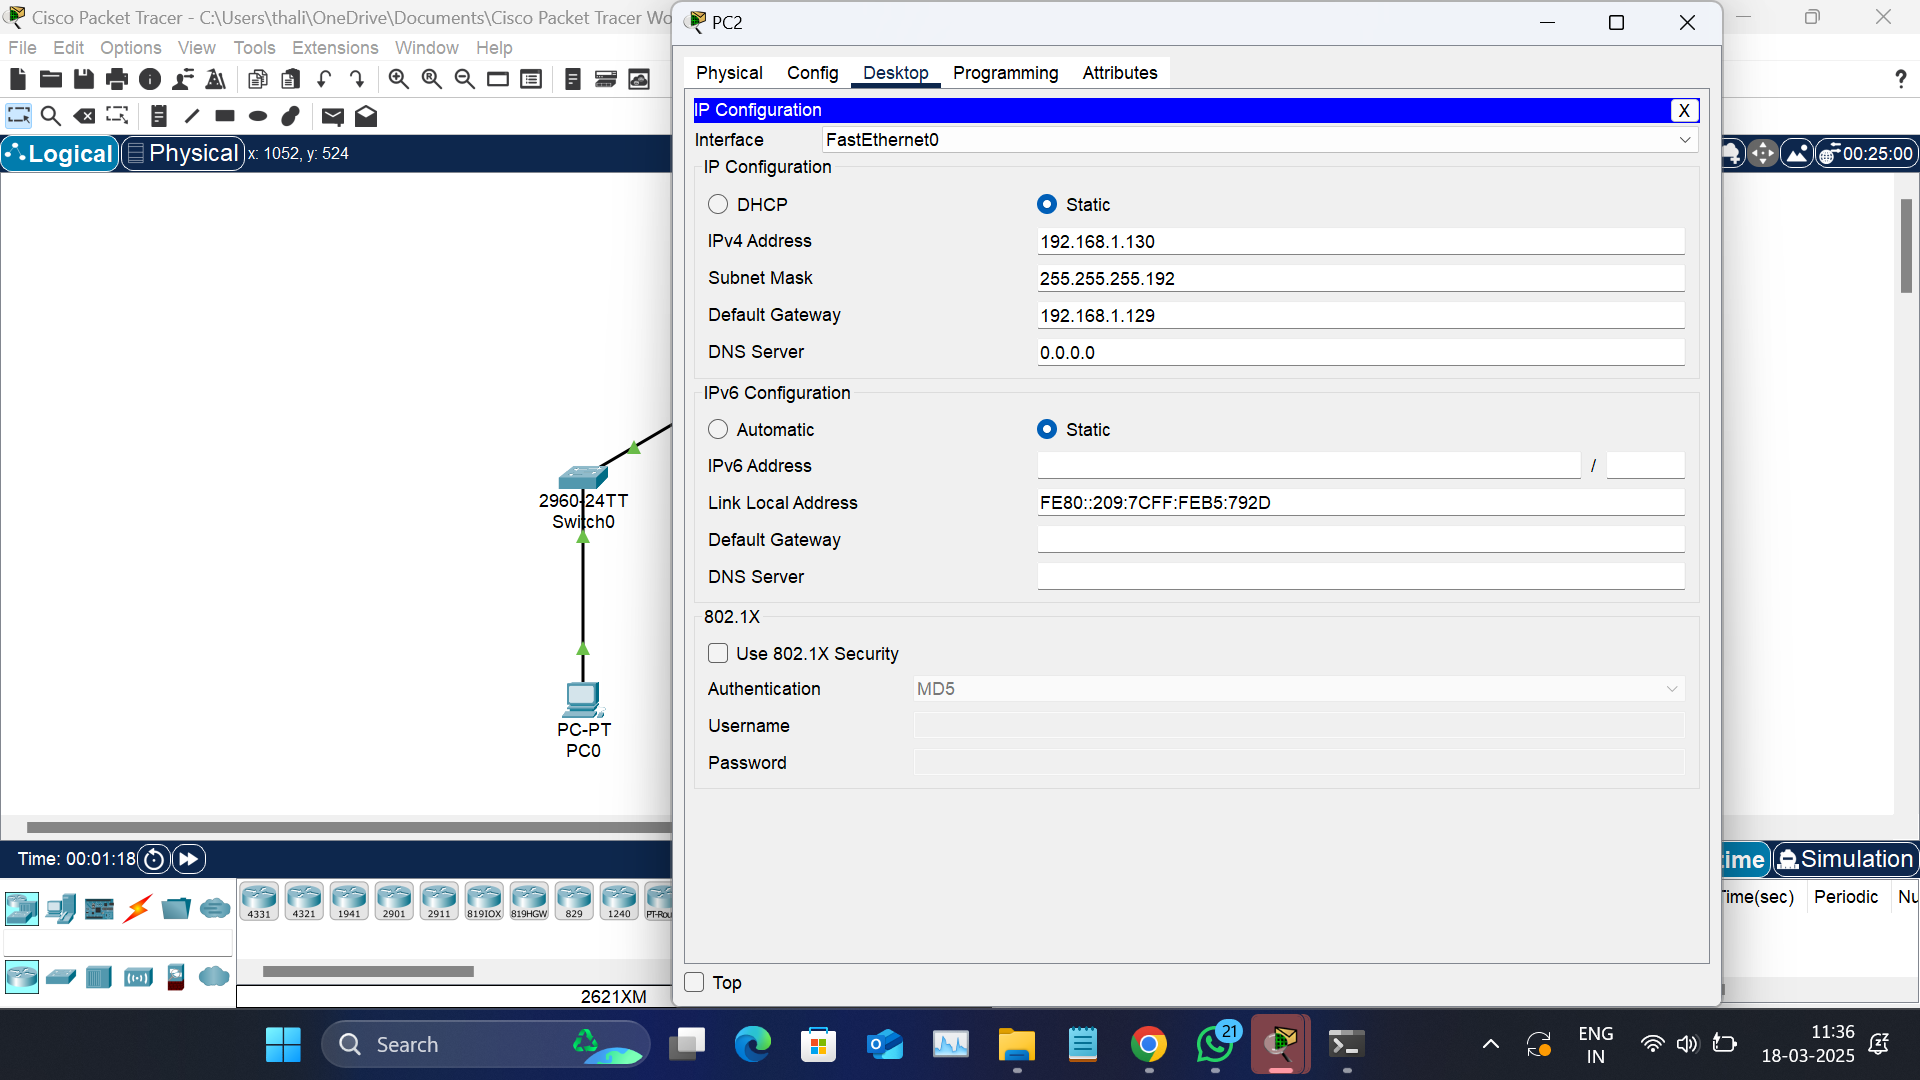 Cisco Packet Tracer - C:\Users\thali\OneDrive\Documents\Cisco Packet Tracer Wo
File Edit Options View Tools Extensions Window Help
?
Logical Physical x: 1052, y: 524
00:25:00
2960-24TT
Switch0
PC-PT
PC0
PC2
Physical Config Desktop Programming Attributes
IP Configuration X
Interface FastEthernet0
IP Configuration
DHCP Static
IPv4 Address 192.168.1.130
Subnet Mask 255.255.255.192
Default Gateway 192.168.1.129
DNS Server 0.0.0.0
IPv6 Configuration
Automatic Static
IPv6 Address /
Link Local Address FE80::209:7CFF:FEB5:792D
Default Gateway
DNS Server
802.1X
Use 802.1X Security
Authentication MD5
Username
Password
Top
Time: 00:01:18
ime Simulation
Time(sec) Periodic Nu
4331 4321 1941 2901 2911 819IOX 819HGW 829 1240 PT-Rou
2621XM
Search
21
ENG
IN
11:36
18-03-2025